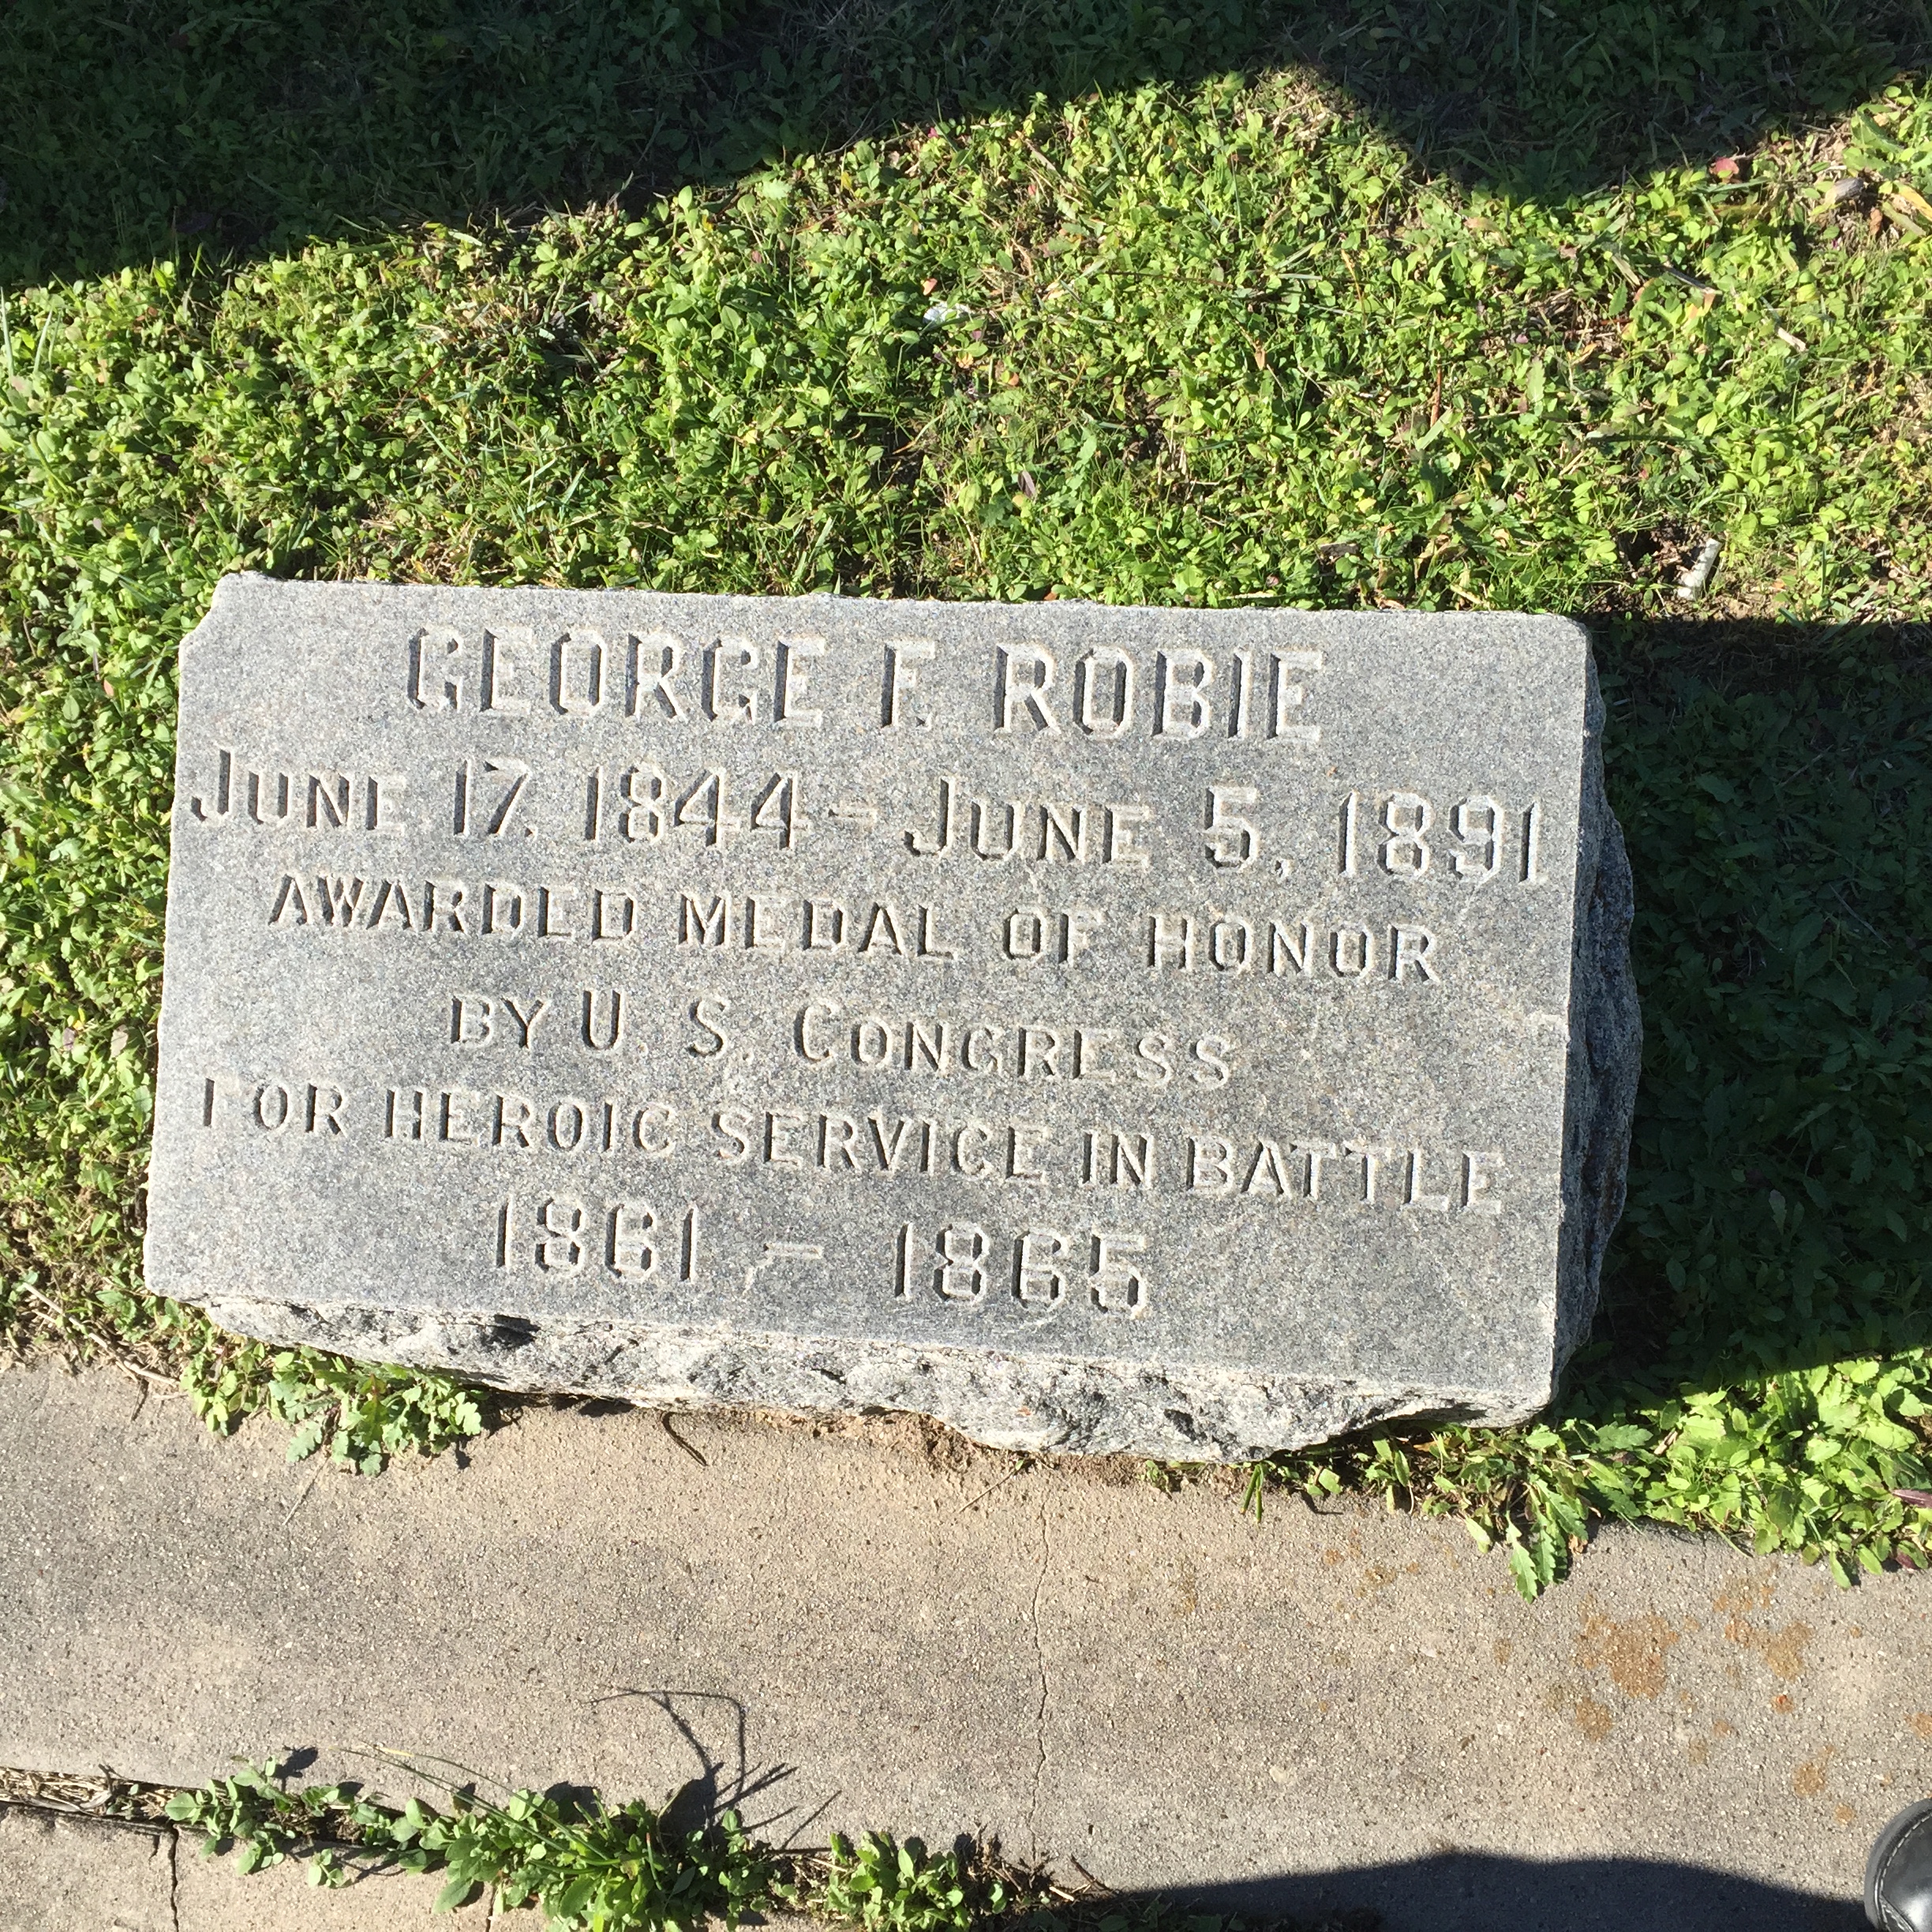 GEORGE F. ROBIE
JUNE 17, 1844 - JUNE 5, 1891
AWARDED MEDAL OF HONOR
BY U. S. CONGRESS
FOR HEROIC SERVICE IN BATTLE
1861 - 1865